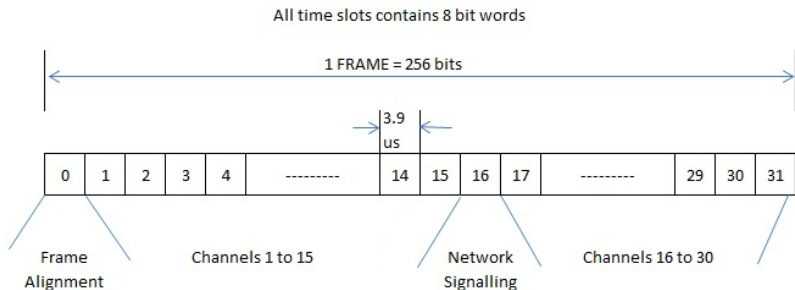 All time slots contains 8 bit words
1 FRAME = 256 bits
3.9
us
0 1 2 3 4 --------- 14 15 16 17 --------- 29 30 31
Frame
Alignment
Channels 1 to 15
Network
Signalling
Channels 16 to 30